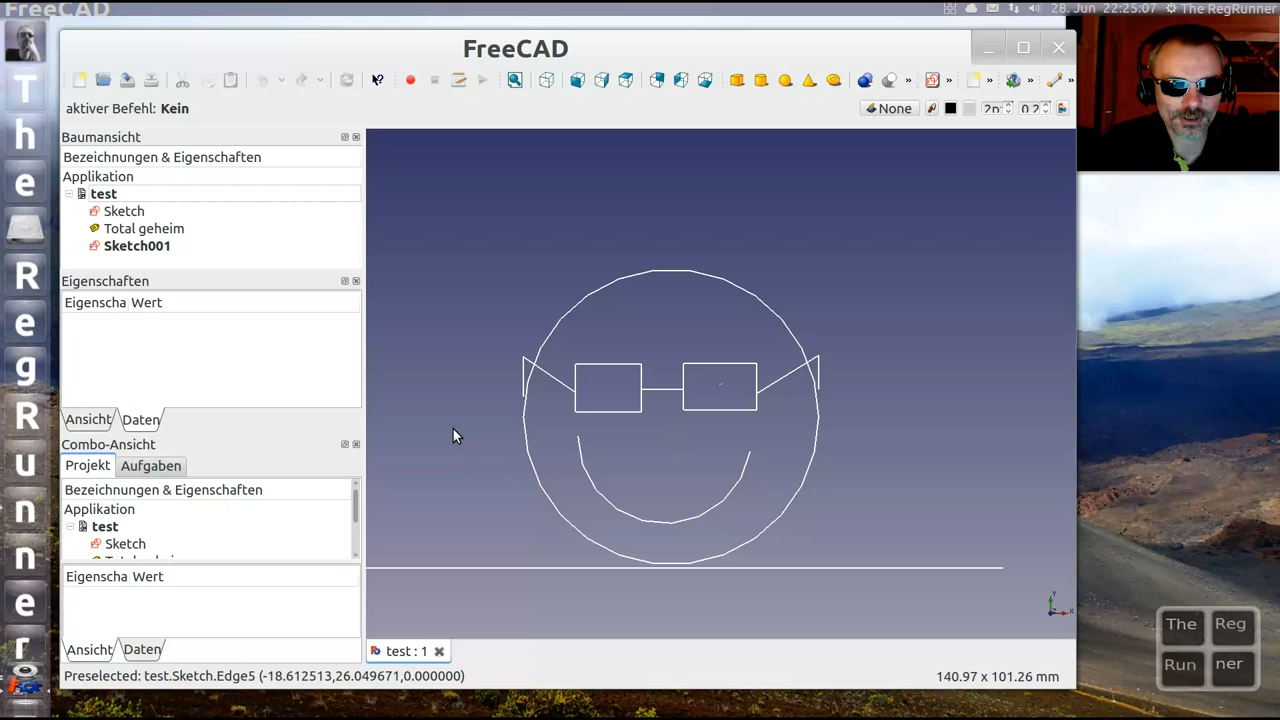 FreeCAD
28. Jun 22:25:07 The RegRunner
FreeCAD
aktiver Befehl: Kein
None
0.2
Baumansicht
Bezeichnungen & Eigenschaften
Applikation
test
Sketch
Total geheim
Sketch001
Eigenschaften
Eigenscha Wert
Ansicht Daten
Combo-Ansicht
Projekt Aufgaben
Bezeichnungen & Eigenschaften
Applikation
test
Sketch
Eigenscha Wert
Ansicht Daten
test : 1
Preselected: test.Sketch.Edge5 (-18.612513,26.049671,0.000000)
140.97 x 101.26 mm
T
h
e
R
e
g
R
u
n
n
e
r
The Reg
Run ner
Y
X